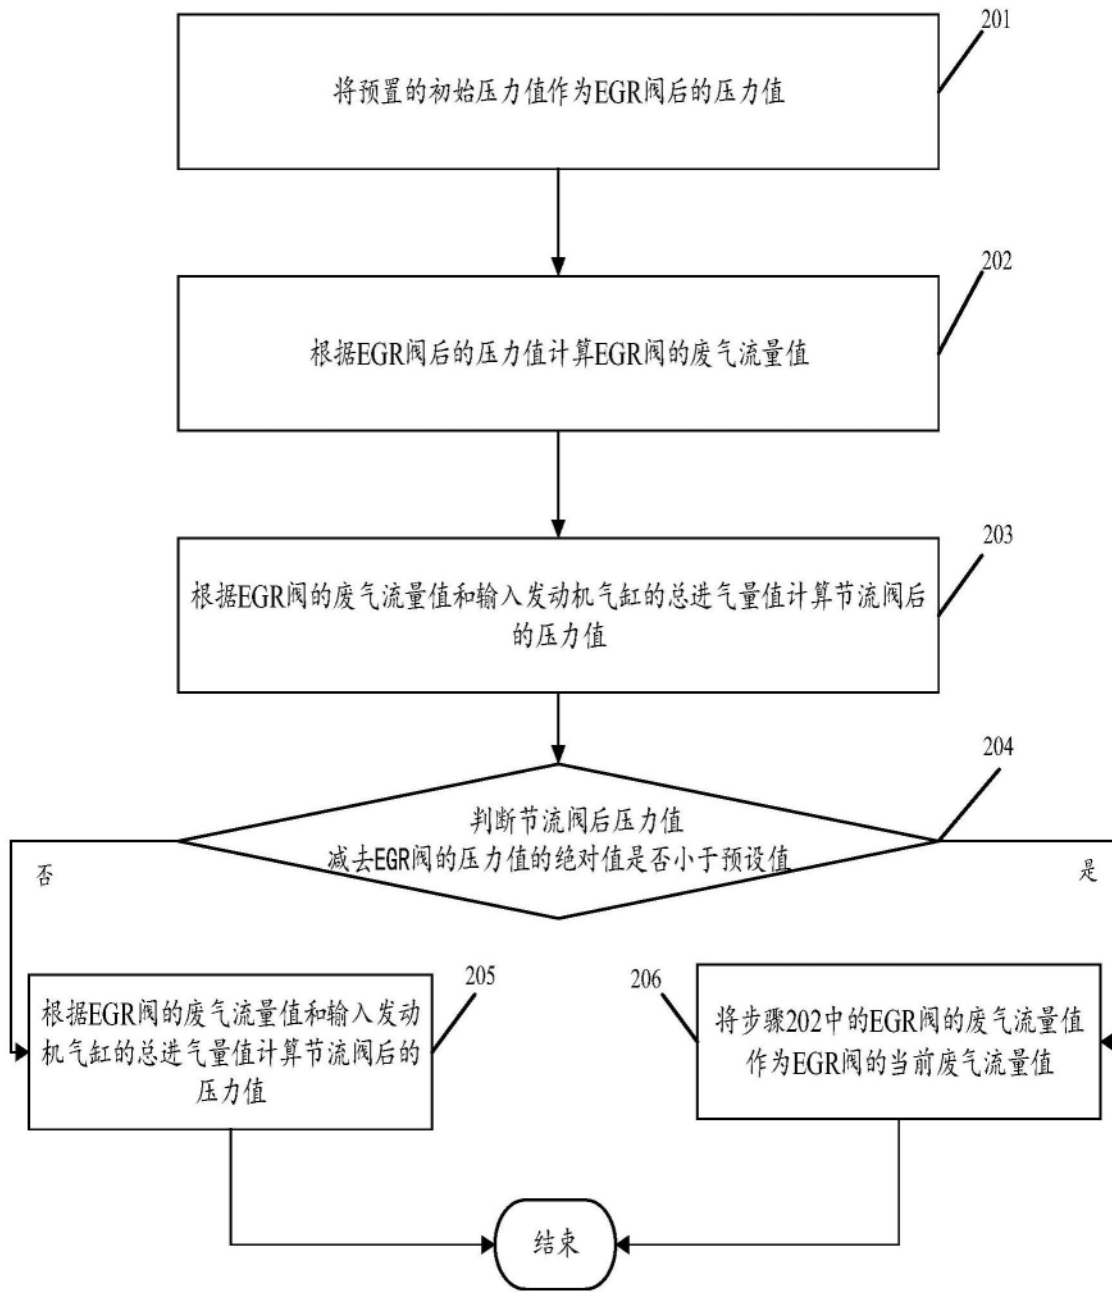 201
将预置的初始压力值作为EGR阀后的压力值
202
根据EGR阀后的压力值计算EGR阀的废气流量值
203
根据EGR阀的废气流量值和输入发动机气缸的总进气量值计算节流阀后
的压力值
204
判断节流阀后压力值
减去EGR阀的压力值的绝对值是否小于预设值
否
是
205
根据EGR阀的废气流量值和输入发动
机气缸的总进气量值计算节流阀后的
压力值
206
将步骤202中的EGR阀的废气流量值
作为EGR阀的当前废气流量值
结束